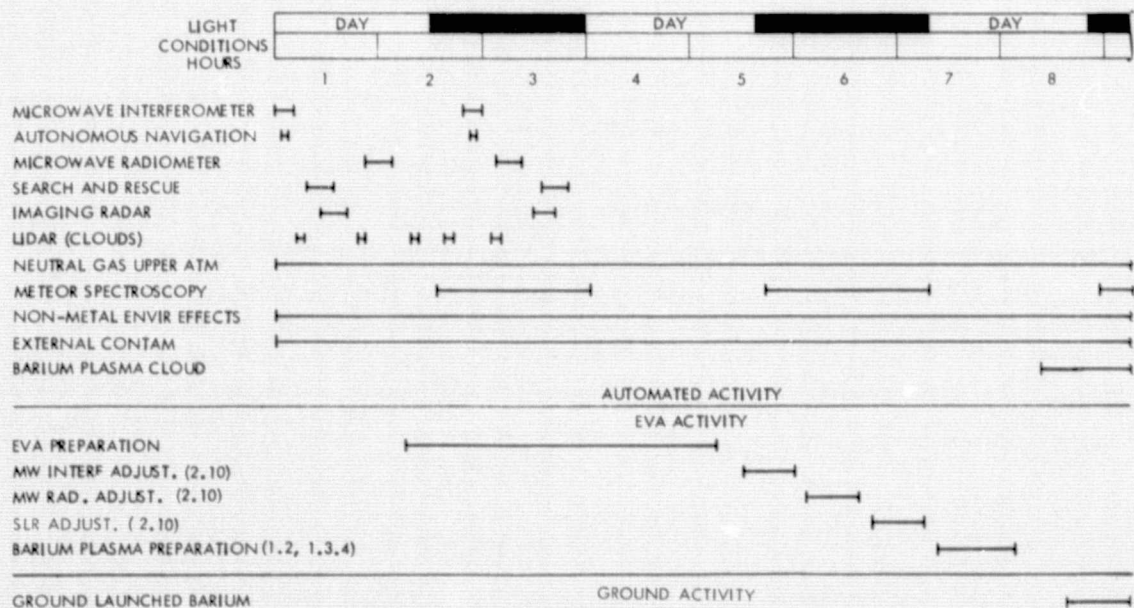 LIGHT CONDITIONS
DAY DAY DAY
HOURS
1 2 3 4 5 6 7 8
MICROWAVE INTERFEROMETER
AUTONOMOUS NAVIGATION
MICROWAVE RADIOMETER
SEARCH AND RESCUE
IMAGING RADAR
LIDAR (CLOUDS)
NEUTRAL GAS UPPER ATM
METEOR SPECTROSCOPY
NON-METAL ENVIR EFFECTS
EXTERNAL CONTAM
BARIUM PLASMA CLOUD
AUTOMATED ACTIVITY
EVA ACTIVITY
EVA PREPARATION
MW INTERF ADJUST. (2.10)
MW RAD. ADJUST. (2.10)
SLR ADJUST. (2.10)
BARIUM PLASMA PREPARATION (1.2, 1.3.4)
GROUND ACTIVITY
GROUND LAUNCHED BARIUM